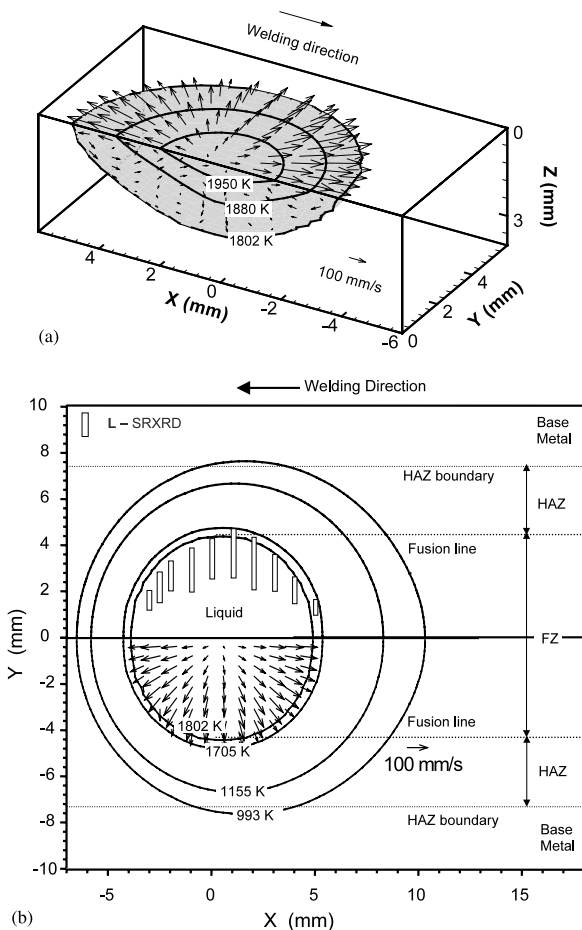 (a)
Welding direction
1950 K
1880 K
1802 K
100 mm/s
0
3
Z (mm)
4
2
0
-2
-4
-6
X (mm)
0
2
4
Y (mm)
Welding Direction
10
8
6
4
2
0
-2
-4
-6
-8
-10
Y (mm)
L – SRXRD
Base
Metal
HAZ boundary
HAZ
Fusion line
Liquid
FZ
1802 K
Fusion line
1705 K
100 mm/s
HAZ
1155 K
993 K
HAZ boundary
Base
Metal
-5
0
5
10
15
X (mm)
(b)